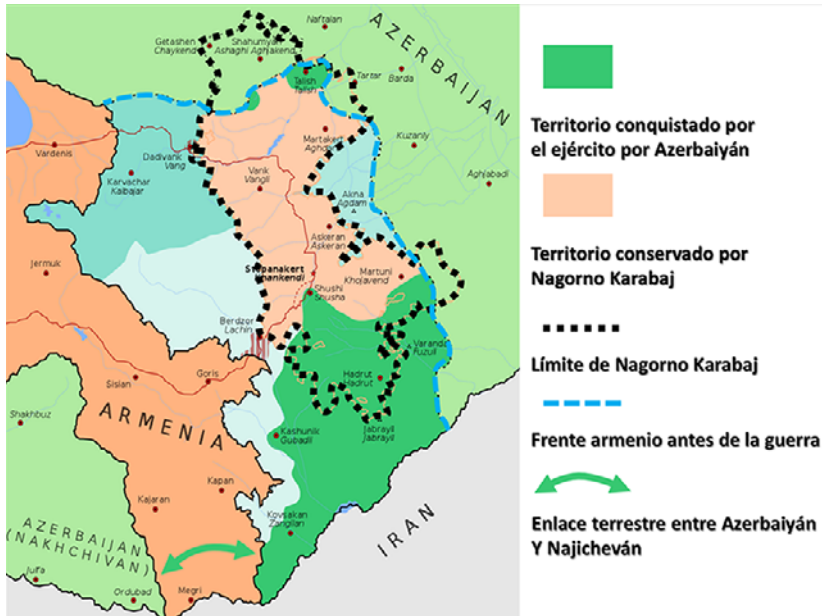 Naftalan
AZERBAIJAN
Getashen
Chaykend
Shahumyan
Ashaghi Aghjakend
Talish
Talish
Tartar
Barda
Vardenis
Dadivank
Vang
Martakert
Kuzanly
Karvachar
Kalbajar
Vank
Vangli
Aghjabadi
Akna
Agdam
Askeran
Askeran
Jermuk
Stepanakert
Khankendi
Martuni
Khojavend
Shushi
Shusha
Berdzor
Lachin
Varanda
Fuzuli
Sisian
Goris
Hadrut
Hadrut
ARMENIA
Shakhbuz
Kashunik
Gubadli
Jabrayil
Jabrayil
Kapan
Kajaran
Kovsakan
Zangilan
IRAN
AZERBAIJAN
(NAKHCHIVAN)
Julfa
Ordubad
Megri
Territorio conquistado por
el ejército por Azerbaiyán
Territorio conservado por
Nagorno Karabaj
Límite de Nagorno Karabaj
Frente armenio antes de la guerra
Enlace terrestre entre Azerbaiyán
Y Najicheván